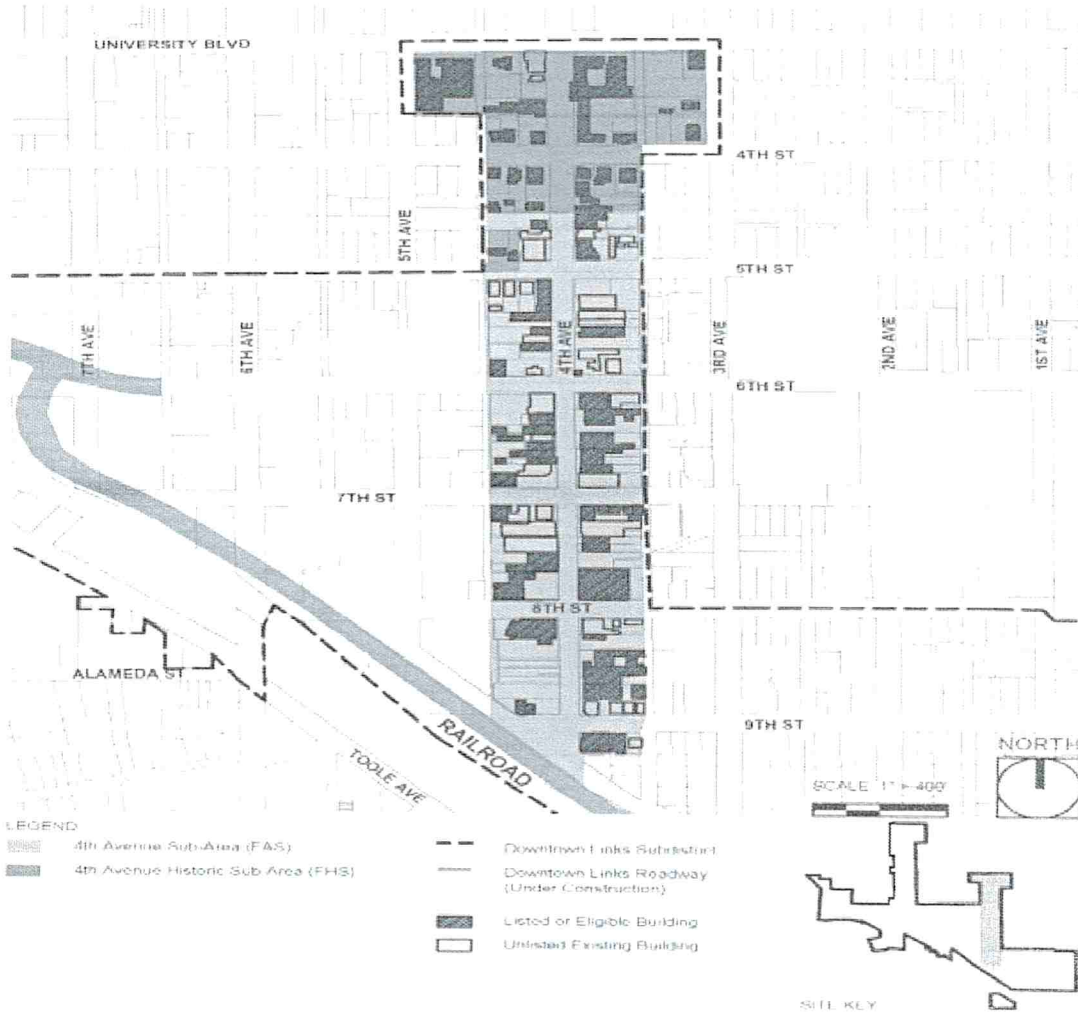 UNIVERSITY BLVD
4TH ST
5TH AVE
5TH ST
7TH AVE
6TH AVE
4TH AVE
3RD AVE
2ND AVE
1ST AVE
6TH ST
7TH ST
8TH ST
ALAMEDA ST
RAILROAD
9TH ST
TOOLE AVE
NORTH
SCALE 1" = 400'
LEGEND
4th Avenue Sub-Area (FAS)
4th Avenue Historic Sub-Area (FHS)
Downtown Links Subdistrict
Downtown Links Roadway
(Under Construction)
Listed or Eligible Building
Unlisted Existing Building
SITE KEY